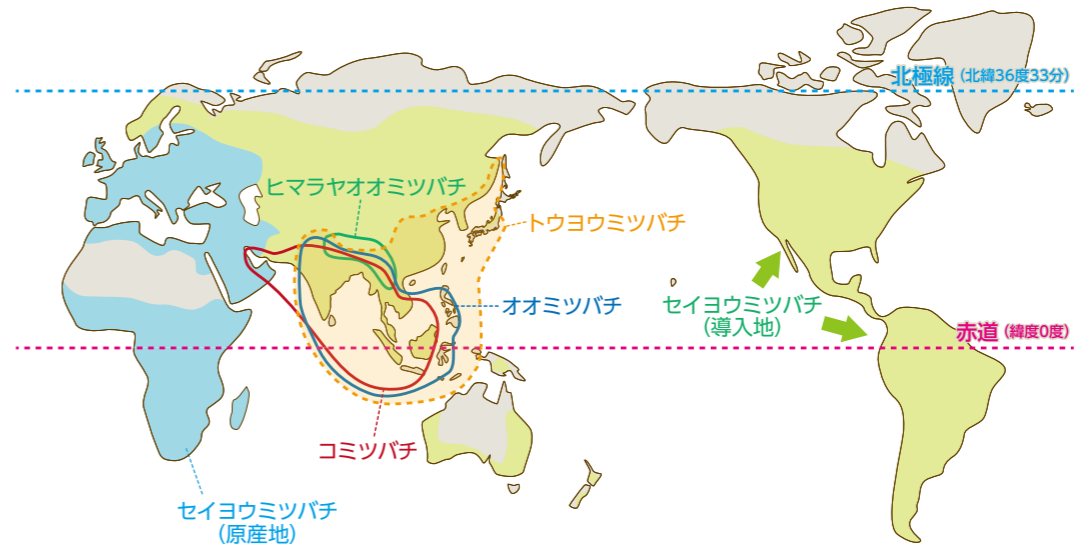 北極線 (北緯36度33分)
ヒマラヤオオミツバチ
トウヨウミツバチ
オオミツバチ
セイヨウミツバチ
(導入地)
赤道 (緯度0度)
コミツバチ
セイヨウミツバチ
(原産地)